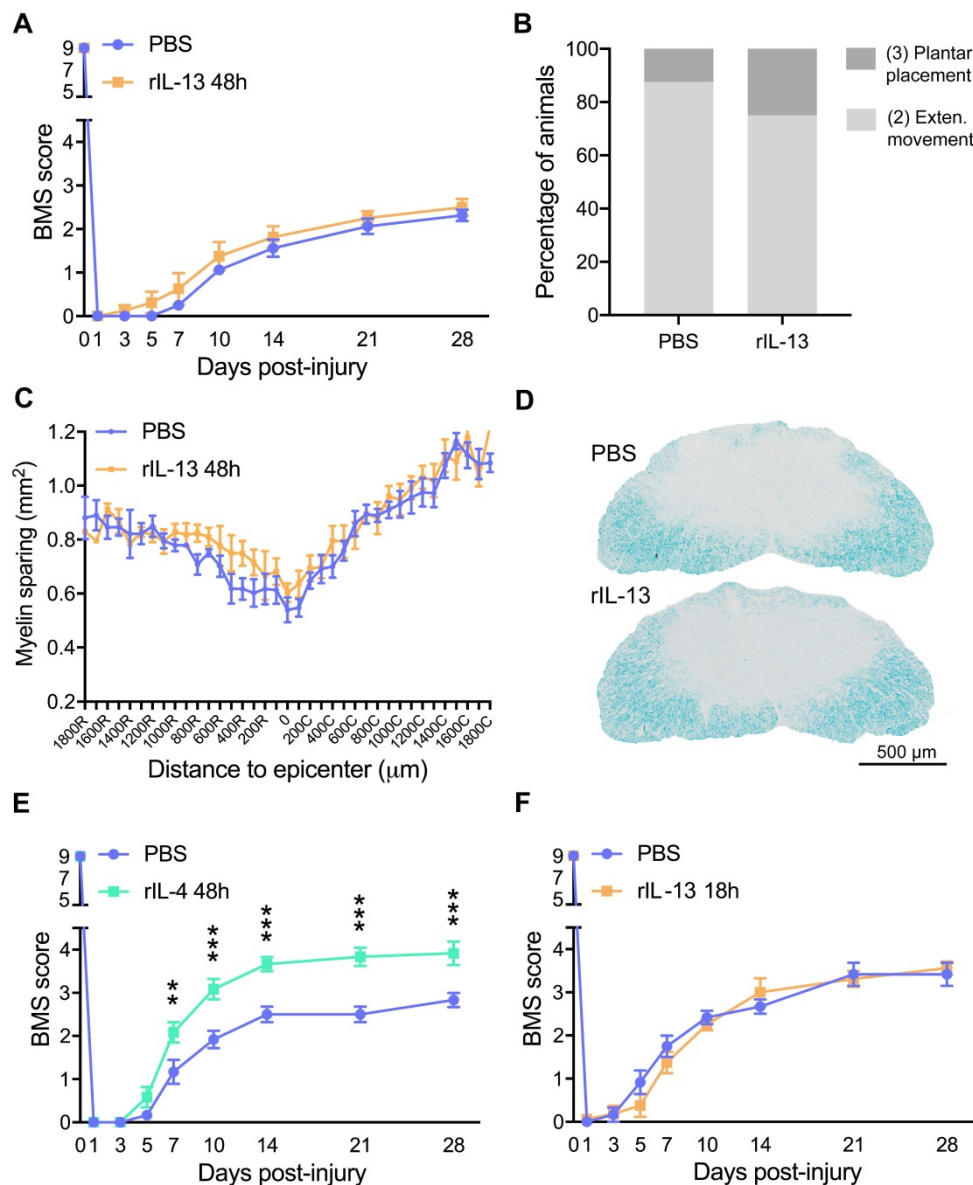 A
PBS
rIL-13 48h
9
7
5
4
3
2
1
0
BMS score
0 1 3 5 7 10 14 21 28
Days post-injury
B
100
80
60
40
20
0
Percentage of animals
PBS rIL-13
(3) Plantar
placement
(2) Exten.
movement
C
PBS
rIL-13 48h
1.2
1.0
0.8
0.6
0.4
0.2
Myelin sparing (mm²)
1800R 1600R 1400R 1200R 1000R 800R 600R 400R 200R 0 200C 400C 600C 800C 1000C 1200C 1400C 1600C 1800C
Distance to epicenter (μm)
D
PBS
rIL-13
500 μm
E
PBS
rIL-4 48h
9
7
5
4
3
2
1
0
BMS score
** *** *** *** ***
0 1 3 5 7 10 14 21 28
Days post-injury
F
PBS
rIL-13 18h
9
7
5
4
3
2
1
0
BMS score
0 1 3 5 7 10 14 21 28
Days post-injury